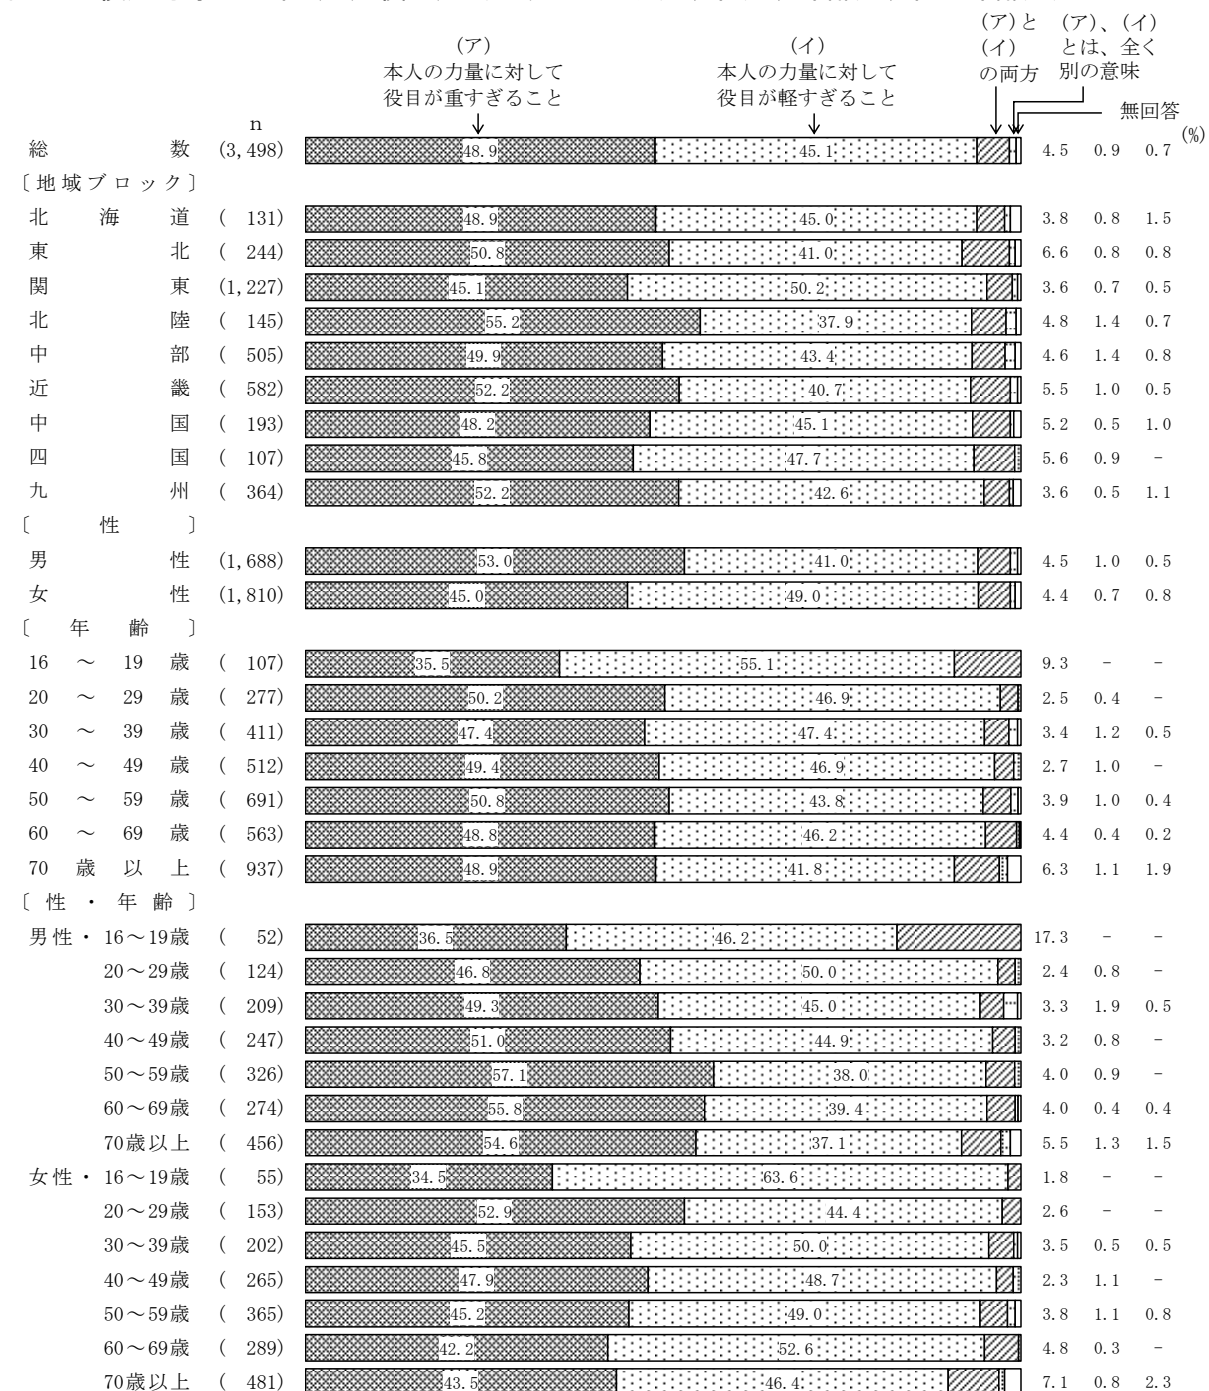 (ア)と
(イ)
の両方
(ア)、(イ)
とは、全く
別の意味
無回答
(ア)
本人の力量に対して
役目が重すぎること
(イ)
本人の力量に対して
役目が軽すぎること
n
(%)
総数 (3,498) 48.9 45.1 4.5 0.9 0.7
〔地域ブロック〕
北海道 ( 131) 48.9 45.0 3.8 0.8 1.5
東北 ( 244) 50.8 41.0 6.6 0.8 0.8
関東 (1,227) 45.1 50.2 3.6 0.7 0.5
北陸 ( 145) 55.2 37.9 4.8 1.4 0.7
中部 ( 505) 49.9 43.4 4.6 1.4 0.8
近畿 ( 582) 52.2 40.7 5.5 1.0 0.5
中国 ( 193) 48.2 45.1 5.2 0.5 1.0
四国 ( 107) 45.8 47.7 5.6 0.9 -
九州 ( 364) 52.2 42.6 3.6 0.5 1.1
〔性〕
男性 (1,688) 53.0 41.0 4.5 1.0 0.5
女性 (1,810) 45.0 49.0 4.4 0.7 0.8
〔年齢〕
16～19歳 ( 107) 35.5 55.1 9.3 - -
20～29歳 ( 277) 50.2 46.9 2.5 0.4 -
30～39歳 ( 411) 47.4 47.4 3.4 1.2 0.5
40～49歳 ( 512) 49.4 46.9 2.7 1.0 -
50～59歳 ( 691) 50.8 43.8 3.9 1.0 0.4
60～69歳 ( 563) 48.8 46.2 4.4 0.4 0.2
70歳以上 ( 937) 48.9 41.8 6.3 1.1 1.9
〔性・年齢〕
男性・16～19歳 ( 52) 36.5 46.2 17.3 - -
20～29歳 ( 124) 46.8 50.0 2.4 0.8 -
30～39歳 ( 209) 49.3 45.0 3.3 1.9 0.5
40～49歳 ( 247) 51.0 44.9 3.2 0.8 -
50～59歳 ( 326) 57.1 38.0 4.0 0.9 -
60～69歳 ( 274) 55.8 39.4 4.0 0.4 0.4
70歳以上 ( 456) 54.6 37.1 5.5 1.3 1.5
女性・16～19歳 ( 55) 34.5 63.6 1.8 - -
20～29歳 ( 153) 52.9 44.4 2.6 - -
30～39歳 ( 202) 45.5 50.0 3.5 0.5 0.5
40～49歳 ( 265) 47.9 48.7 2.3 1.1 -
50～59歳 ( 365) 45.2 49.0 3.8 1.1 0.8
60～69歳 ( 289) 42.2 52.6 4.8 0.3 -
70歳以上 ( 481) 43.5 46.4 7.1 0.8 2.3